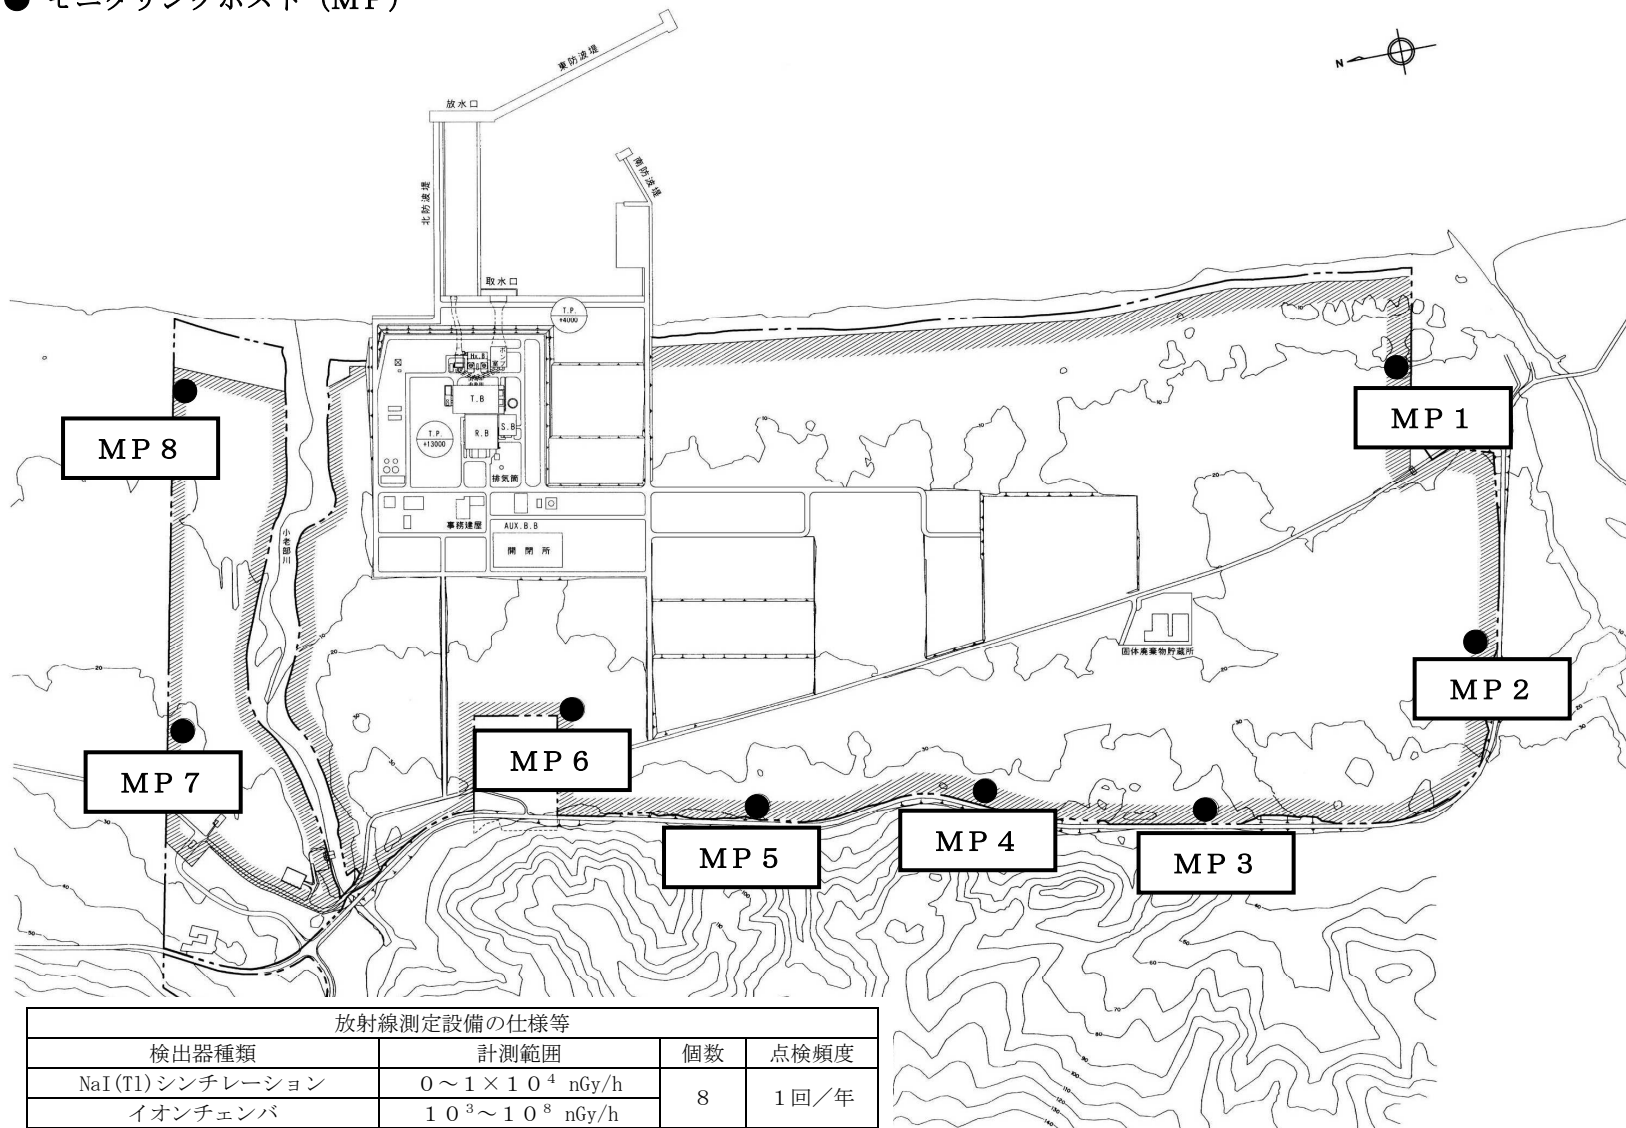 ● モニタリングポスト (MP)
東防波堤
N
放水口
南防波堤
北防波堤
取水口
T.P.
+4000
Hx.B
T.B
S.B
R.B
T.P.
+13000
排気筒
事務建屋
AUX.B.B
開閉所
小老部川
固体廃棄物貯蔵所
MP1
MP2
MP3
MP4
MP5
MP6
MP7
MP8
放射線測定設備の仕様等
検出器種類 計測範囲 個数 点検頻度
NaI(Tl)シンチレーション 0~1×10⁴ nGy/h 8 1回/年
イオンチェンバ 10³~10⁸ nGy/h